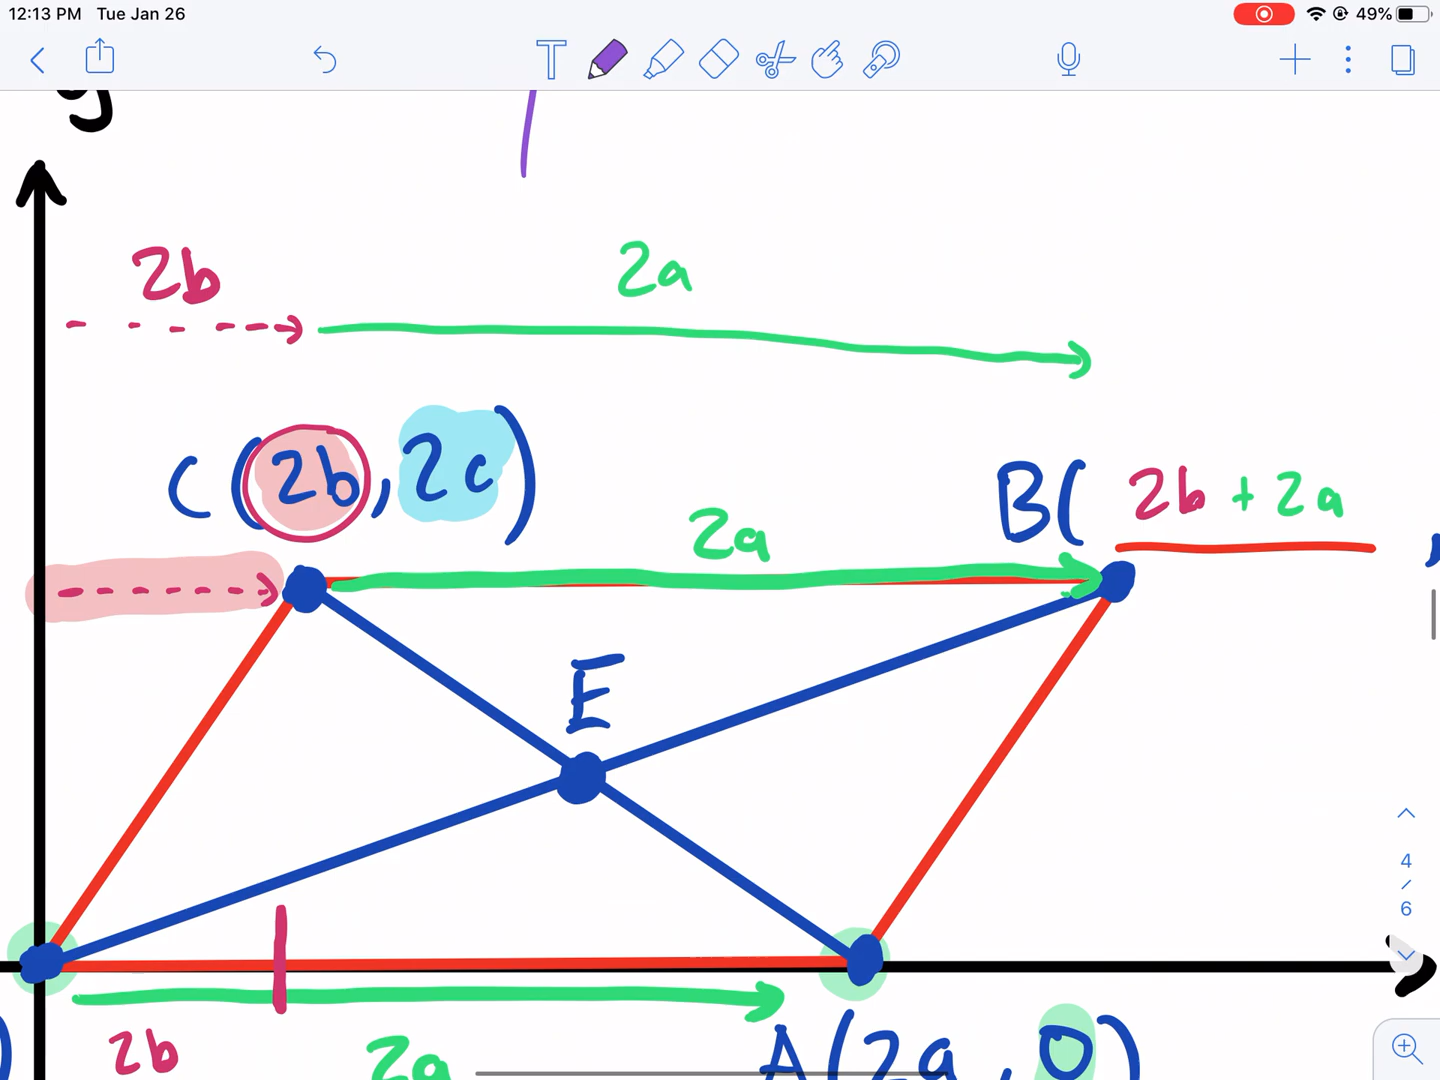 12:13 PM Tue Jan 26 49%
T
y
2b 2a
C (2b, 2c) B( 2b + 2a ,
2a
E
4
/
6
) 2b 2a A(2a, 0)